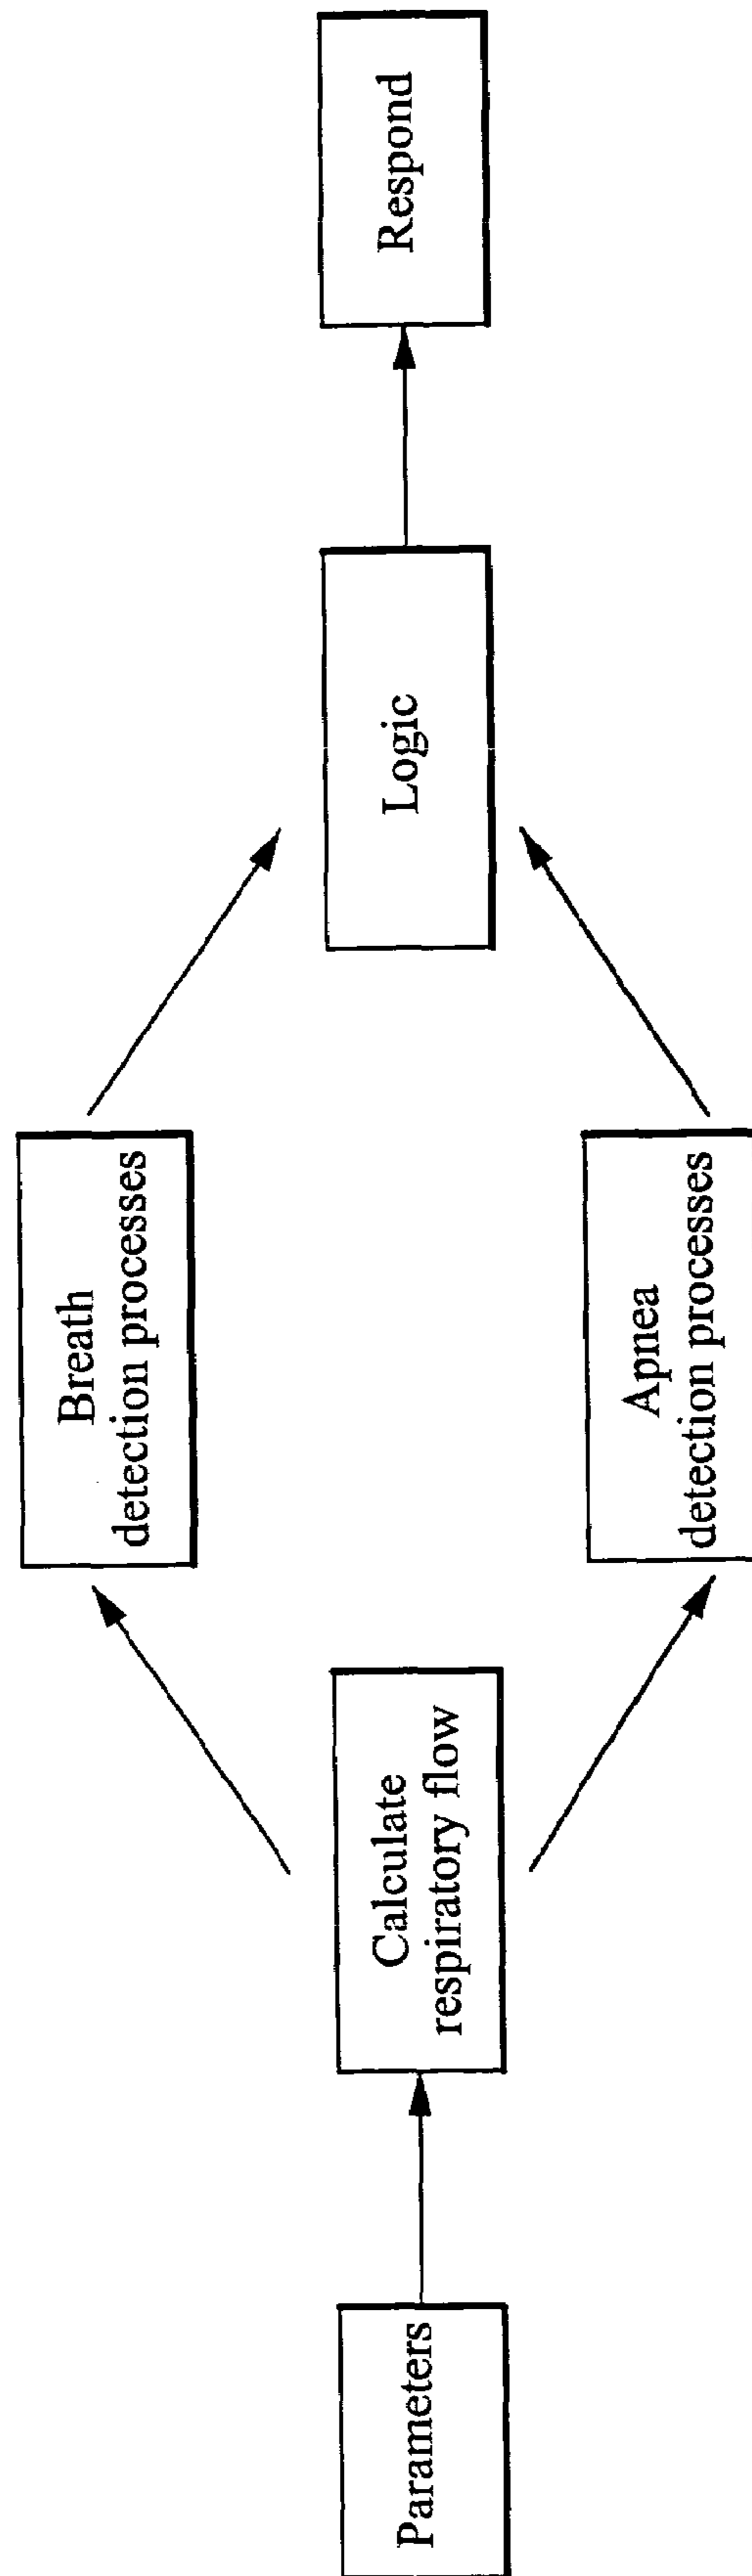 Parameters
Calculate
respiratory flow
Breath
detection processes
Apnea
detection processes
Logic
Respond